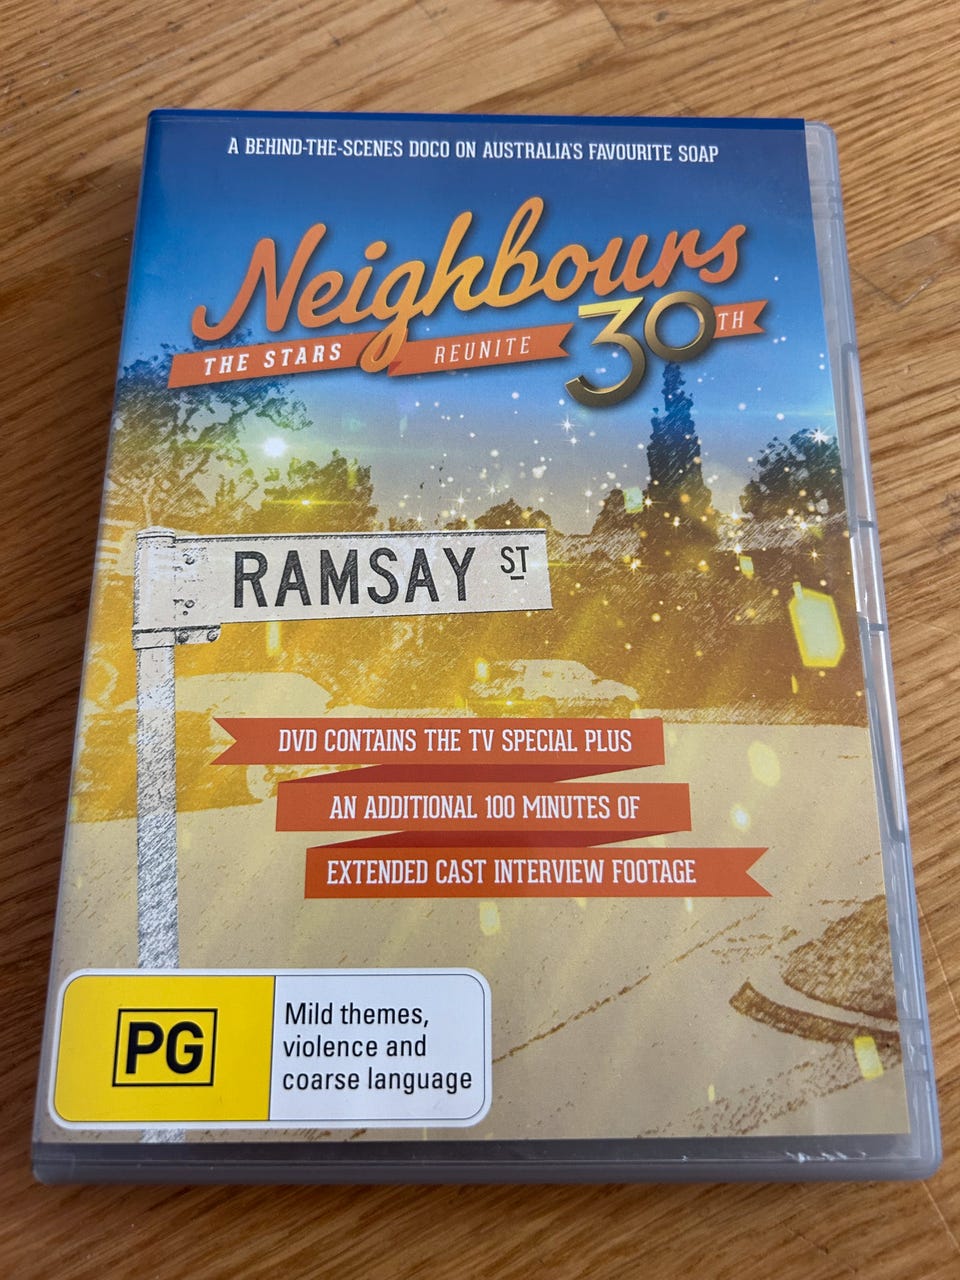 A BEHIND-THE-SCENES DOCO ON AUSTRALIA'S FAVOURITE SOAP
Neighbours
THE STARS REUNITE 30TH
RAMSAY ST
DVD CONTAINS THE TV SPECIAL PLUS
AN ADDITIONAL 100 MINUTES OF
EXTENDED CAST INTERVIEW FOOTAGE
PG
Mild themes,
violence and
coarse language